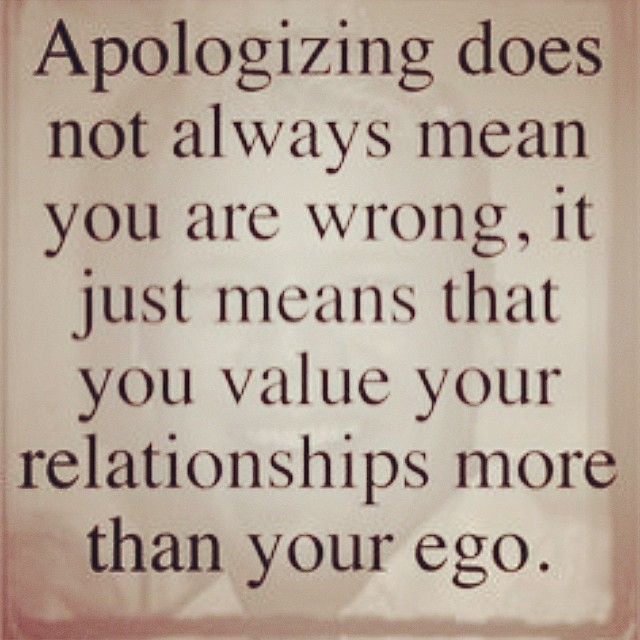 Apologizing does
not always mean
you are wrong, it
just means that
you value your
relationships more
than your ego.